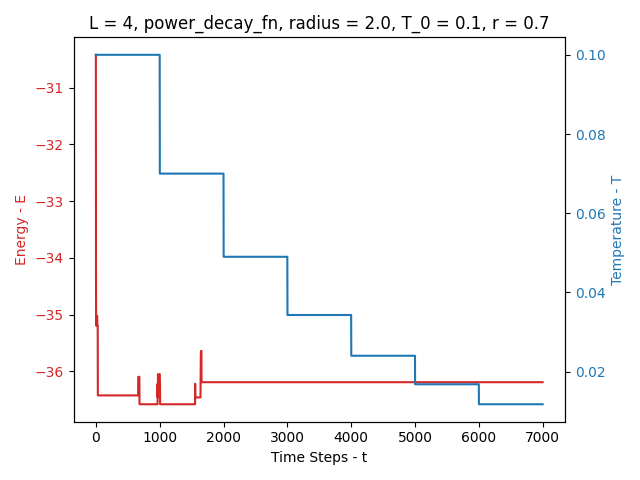 L = 4, power_decay_fn, radius = 2.0, T_0 = 0.1, r = 0.7
Energy - E
−31
−32
−33
−34
−35
−36
0.10
0.08
0.06
0.04
0.02
Temperature - T
0 1000 2000 3000 4000 5000 6000 7000
Time Steps - t